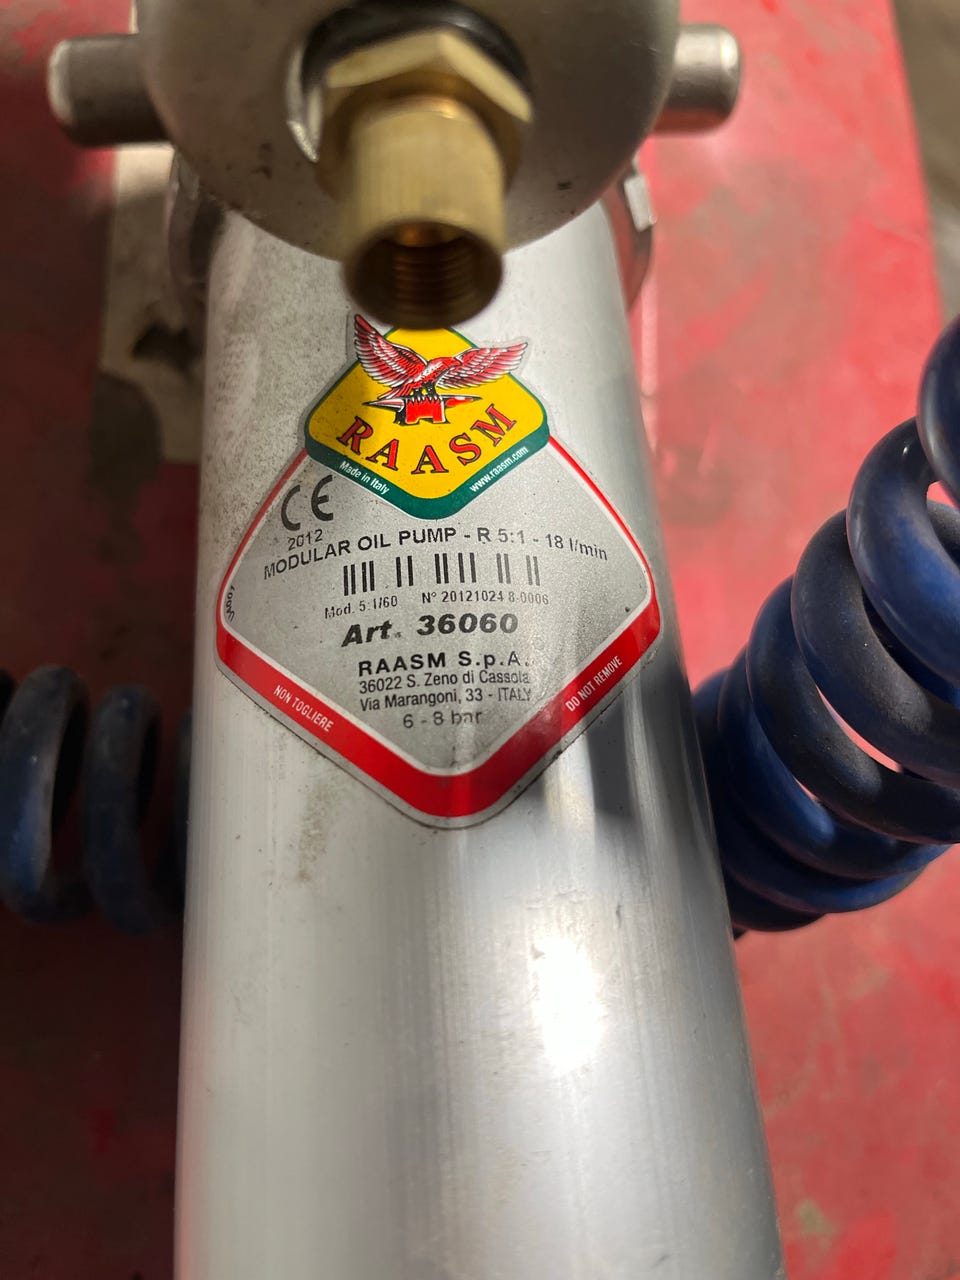 RAASM
Made in Italy
www.raasm.com
CE
2012
MODULAR OIL PUMP - R 5:1 - 18 l/min
Mod. 5:1/60 N° 20121024 8-0006
Art. 36060
RAASM S.p.A.
36022 S. Zeno di Cassola
Via Marangoni, 33 - ITALY
6 - 8 bar
NON TOGLIERE
DO NOT REMOVE